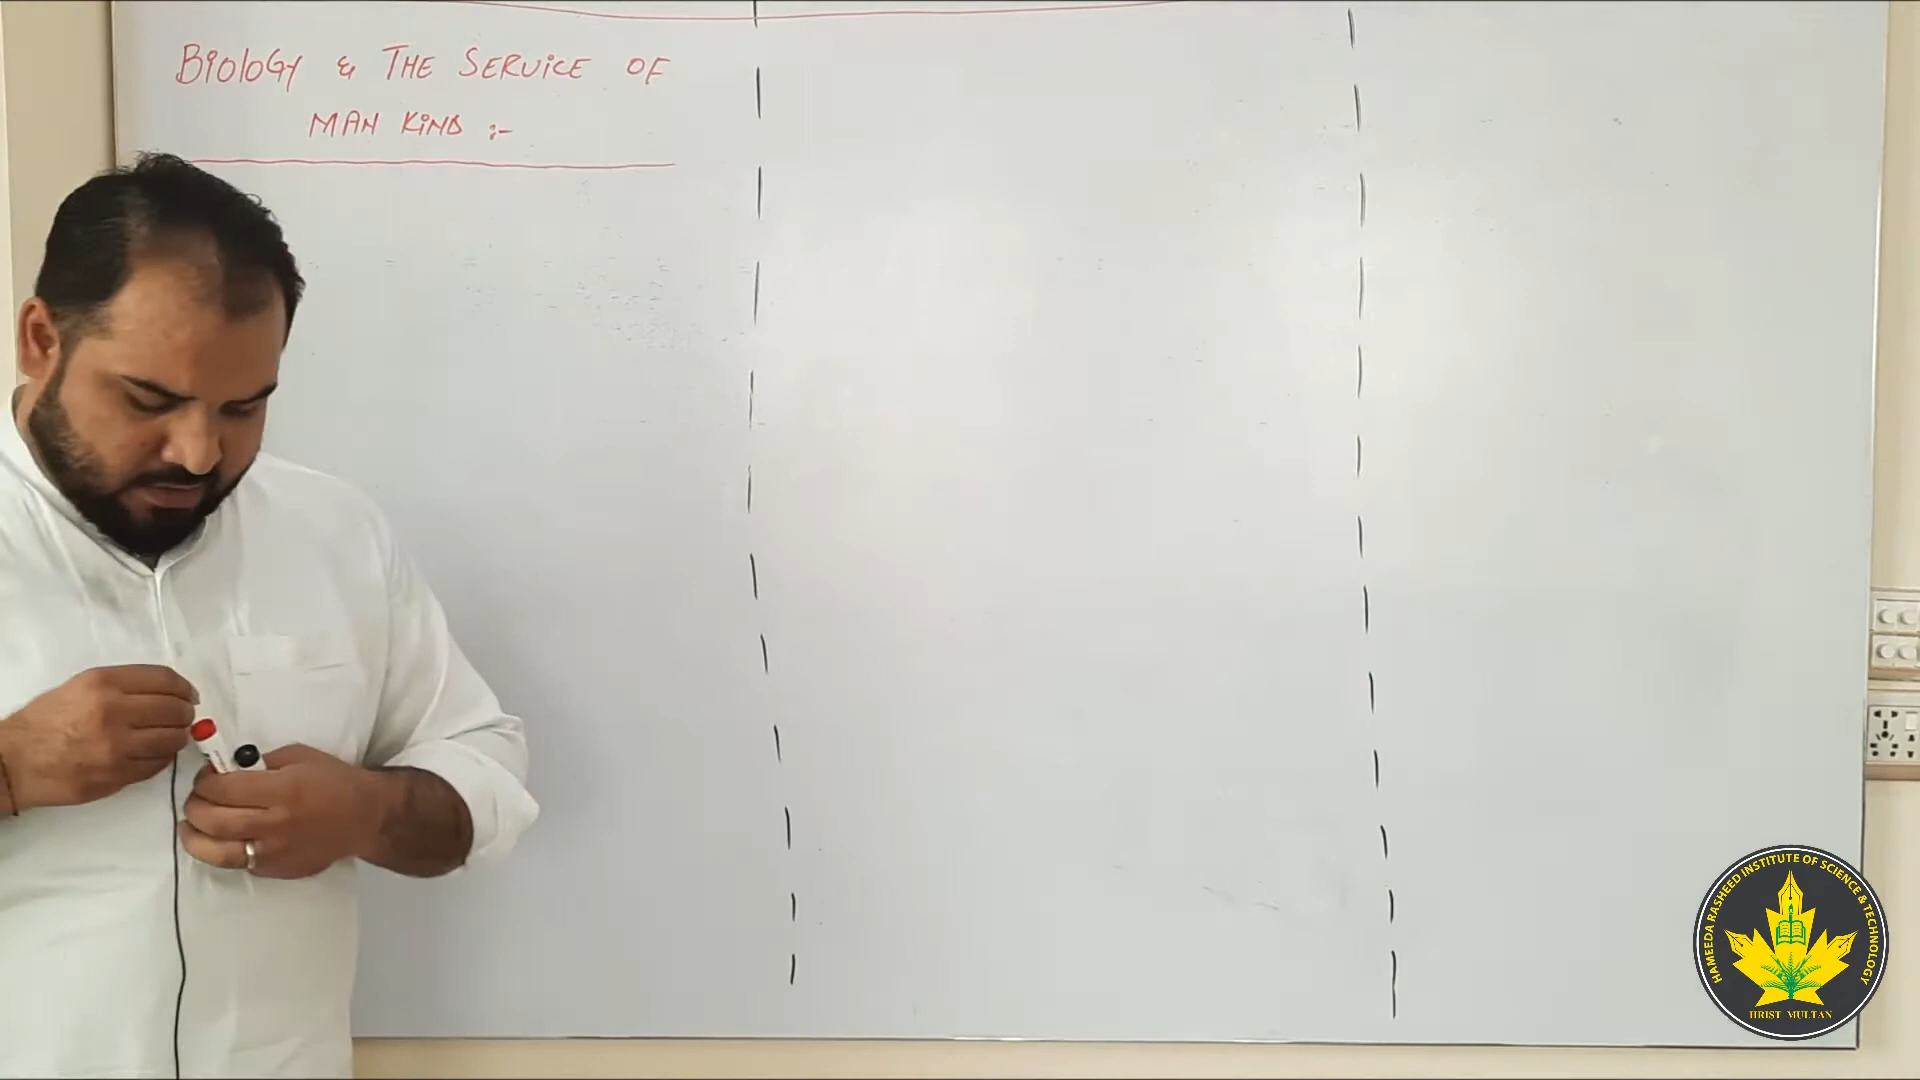 BiOlOGY & THE SERVICE OF
MAN KIND :-
HAMEEDA RASHEED INSTITUTE OF SCIENCE & TECHNOLOGY
HRIST MULTAN